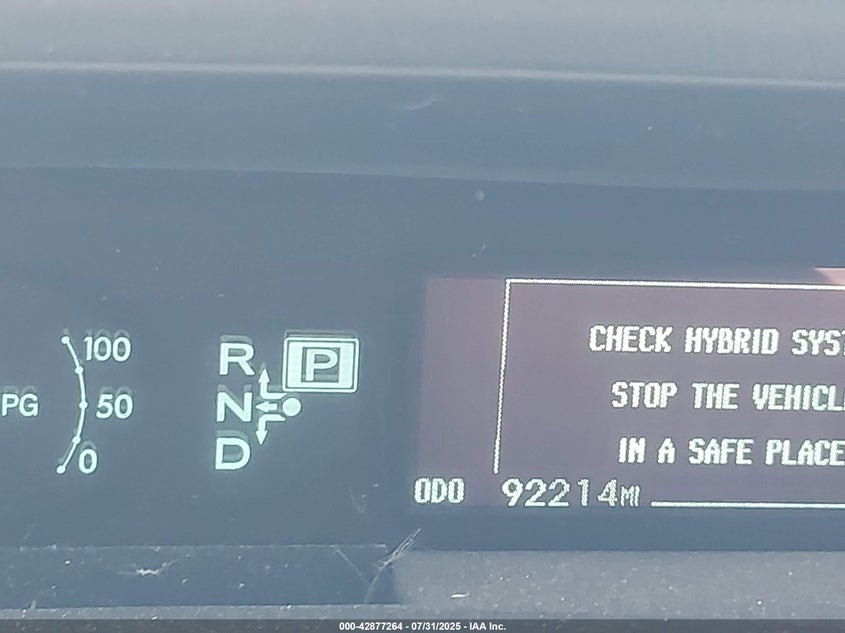 100
PG
50
0
R
P
N
D
CHECK HYBRID SYST
STOP THE VEHICL
IN A SAFE PLACE
ODO 92214MI
000-42877264 - 07/31/2025 - IAA Inc.